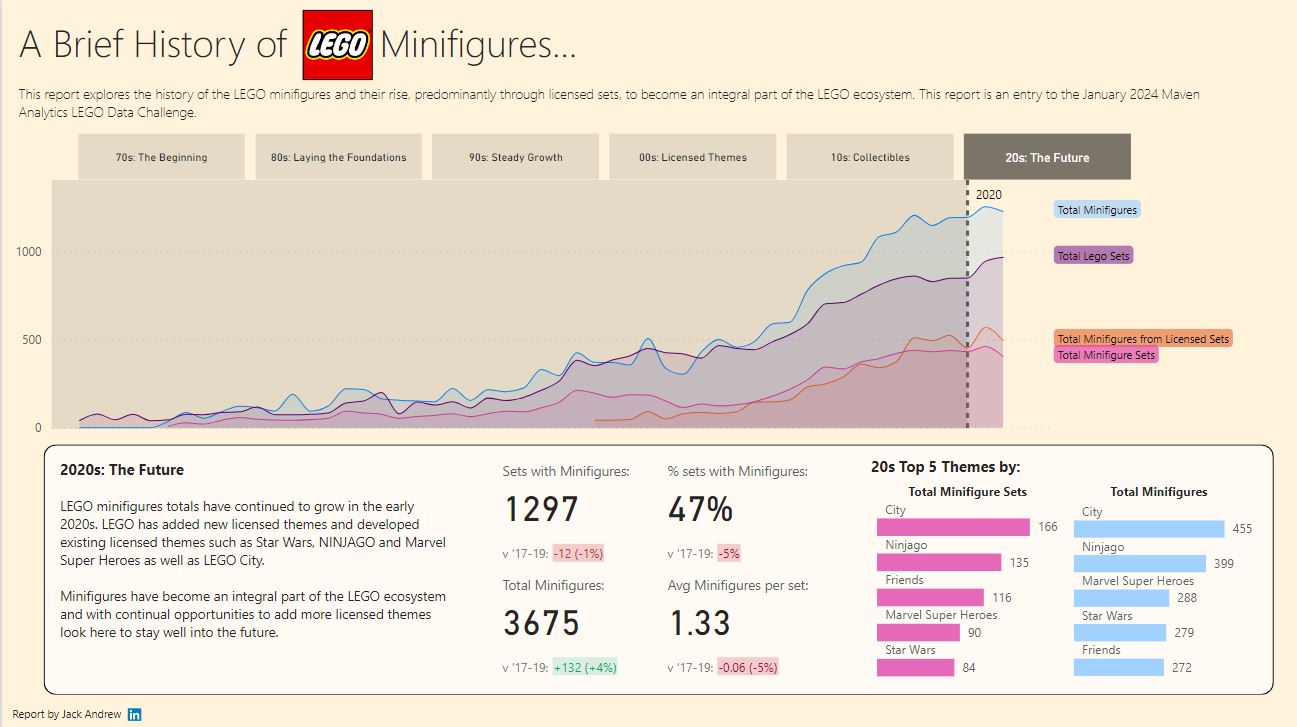 A Brief History of LEGO Minifigures...
This report explores the history of the LEGO minifigures and their rise, predominantly through licensed sets, to become an integral part of the LEGO ecosystem. This report is an entry to the January 2024 Maven
Analytics LEGO Data Challenge.
70s: The Beginning
80s: Laying the Foundations
90s: Steady Growth
00s: Licensed Themes
10s: Collectibles
20s: The Future
2020
Total Minifigures
1000
Total Lego Sets
500
Total Minifigures from Licensed Sets
Total Minifigure Sets
0
2020s: The Future
LEGO minifigures totals have continued to grow in the early
2020s. LEGO has added new licensed themes and developed
existing licensed themes such as Star Wars, NINJAGO and Marvel
Super Heroes as well as LEGO City.
Minifigures have become an integral part of the LEGO ecosystem
and with continual opportunities to add more licensed themes
look here to stay well into the future.
Sets with Minifigures:
1297
v '17-19: -12 (-1%)
% sets with Minifigures:
47%
v '17-19: -5%
Total Minifigures:
3675
v '17-19: +132 (+4%)
Avg Minifigures per set:
1.33
v '17-19: -0.06 (-5%)
20s Top 5 Themes by:
Total Minifigure Sets
City
166
Ninjago
135
Friends
116
Marvel Super Heroes
90
Star Wars
84
Total Minifigures
City
455
Ninjago
399
Marvel Super Heroes
288
Star Wars
279
Friends
272
Report by Jack Andrew in